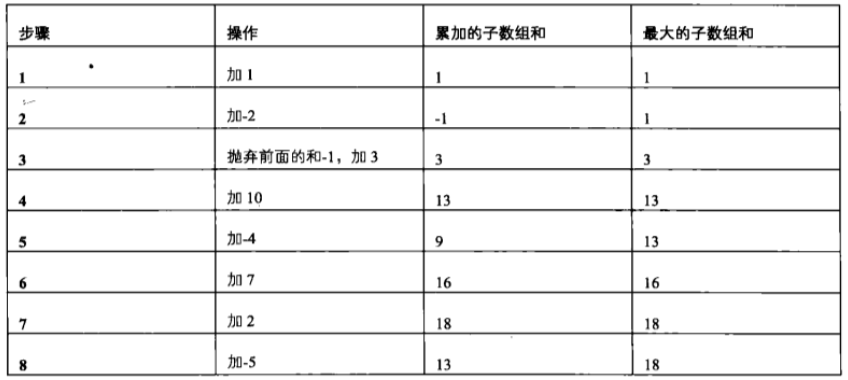 步骤 操作 累加的子数组和 最大的子数组和
1 加 1 1 1
2 加-2 -1 1
3 抛弃前面的和-1，加 3 3 3
4 加 10 13 13
5 加-4 9 13
6 加 7 16 16
7 加 2 18 18
8 加-5 13 18